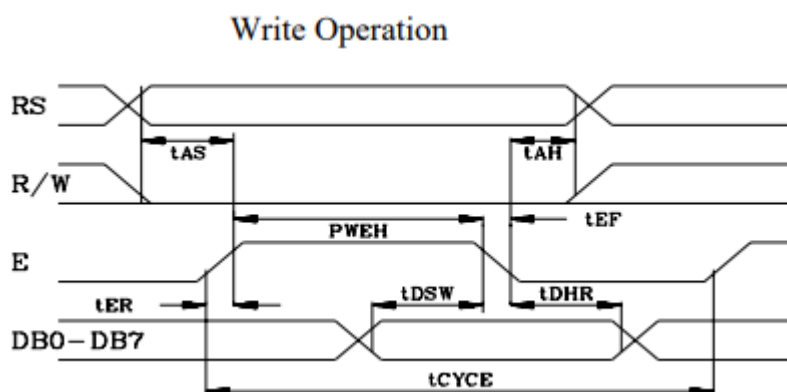 Write Operation
RS
tAS
tAH
R/W
PWEH
tEF
E
tER
tDSW
tDHR
DB0-DB7
tCYCE